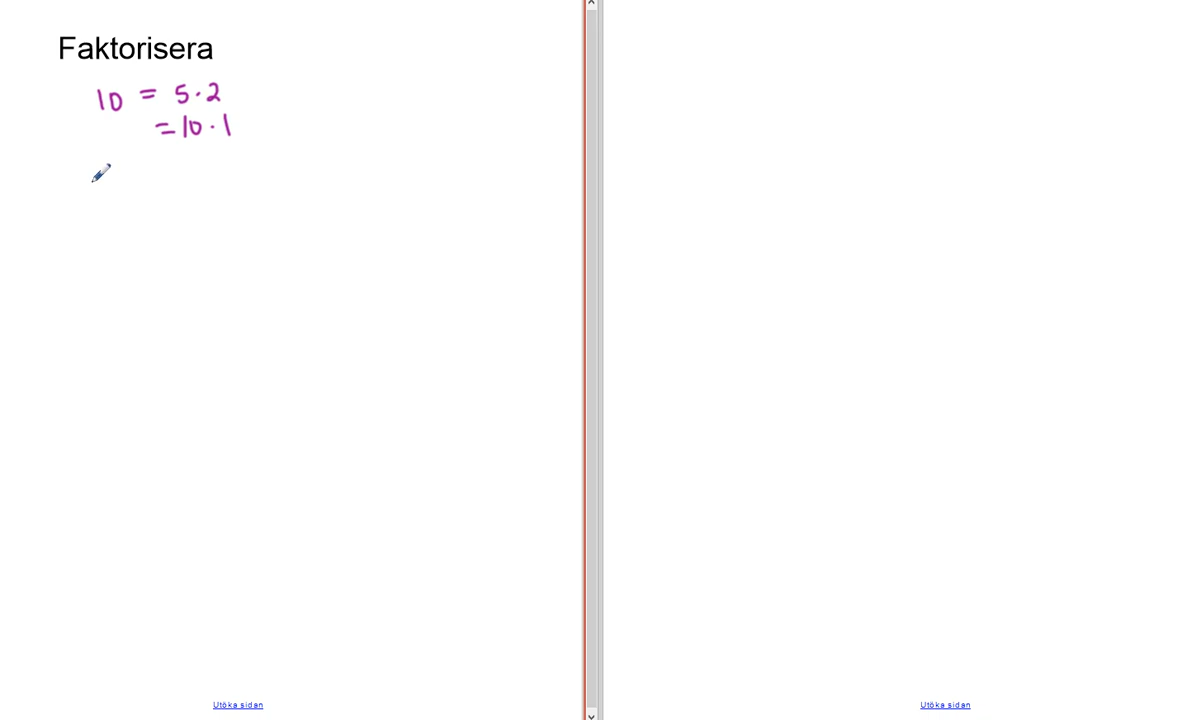 Faktorisera
10 = 5·2
=10·1
Utöka sidan
Utöka sidan